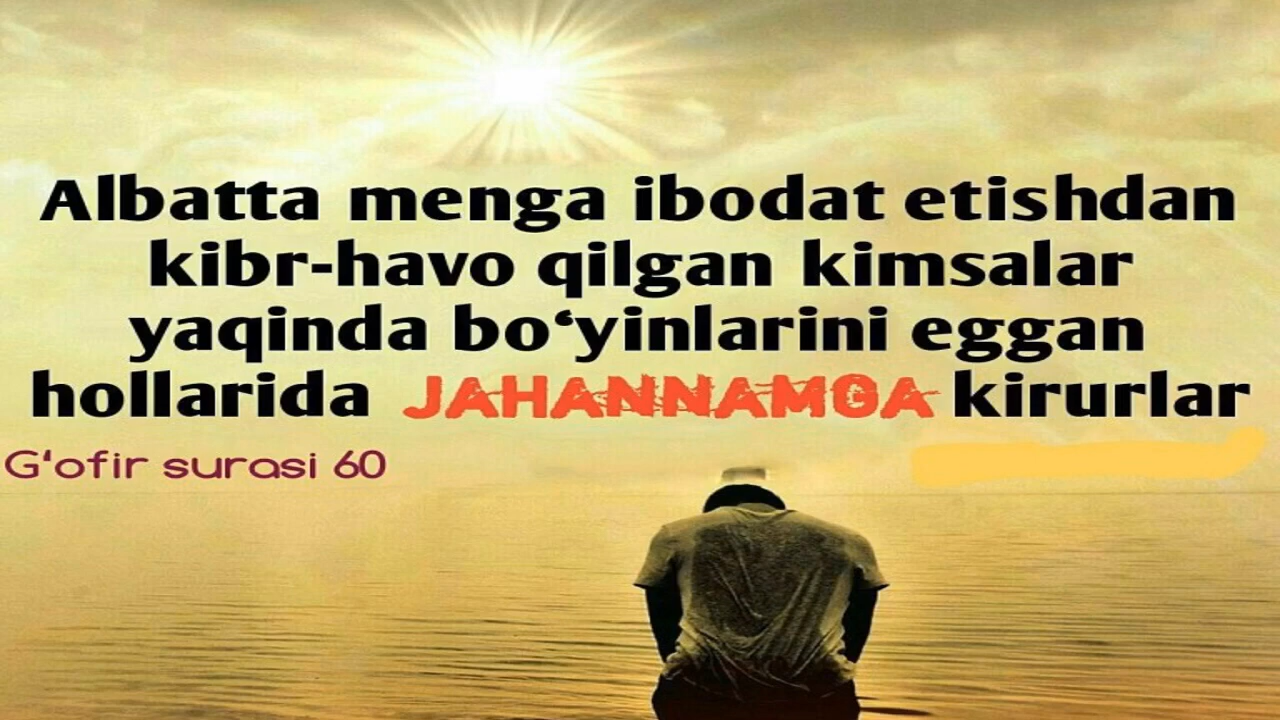 Albatta menga ibodat etishdan
kibr-havo qilgan kimsalar
yaqinda bo‘yinlarini eggan
hollarida JAHANNAMGA kirurlar
G'ofir surasi 60